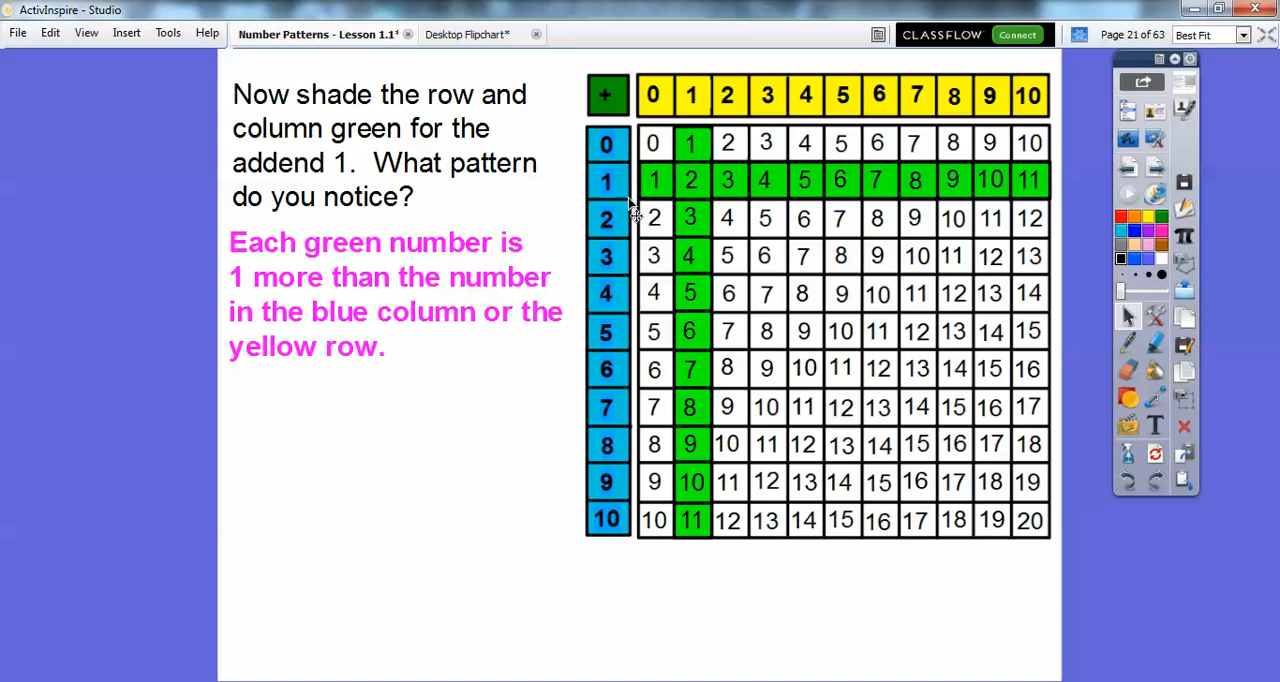 ActivInspire - Studio
File Edit View Insert Tools Help
Number Patterns - Lesson 1.1*
Desktop Flipchart*
CLASSFLOW Connect
Page 21 of 63
Best Fit
Now shade the row and
column green for the
addend 1. What pattern
do you notice?
Each green number is
1 more than the number
in the blue column or the
yellow row.
+ 0 1 2 3 4 5 6 7 8 9 10
0 0 1 2 3 4 5 6 7 8 9 10
1 1 2 3 4 5 6 7 8 9 10 11
2 2 3 4 5 6 7 8 9 10 11 12
3 3 4 5 6 7 8 9 10 11 12 13
4 4 5 6 7 8 9 10 11 12 13 14
5 5 6 7 8 9 10 11 12 13 14 15
6 6 7 8 9 10 11 12 13 14 15 16
7 7 8 9 10 11 12 13 14 15 16 17
8 8 9 10 11 12 13 14 15 16 17 18
9 9 10 11 12 13 14 15 16 17 18 19
10 10 11 12 13 14 15 16 17 18 19 20